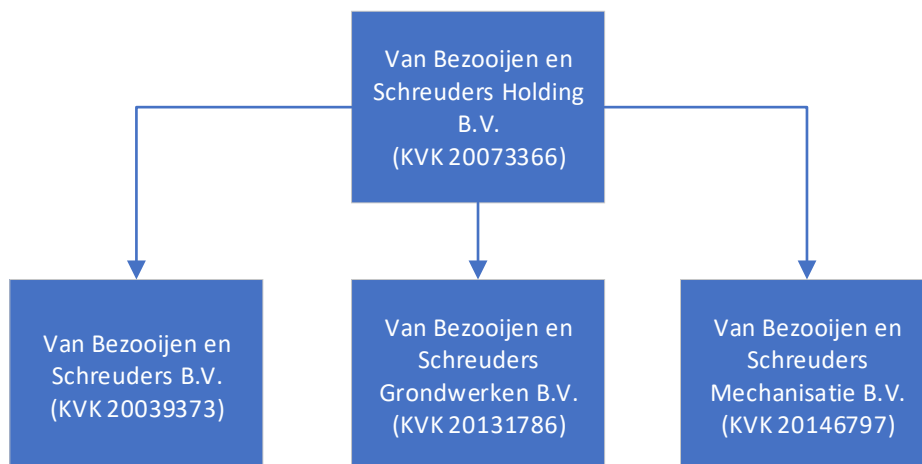 Van Bezooijen en
Schreuders Holding
B.V.
(KVK 20073366)
Van Bezooijen en
Schreuders B.V.
(KVK 20039373)
Van Bezooijen en
Schreuders
Grondwerken B.V.
(KVK 20131786)
Van Bezooijen en
Schreuders
Mechanisatie B.V.
(KVK 20146797)